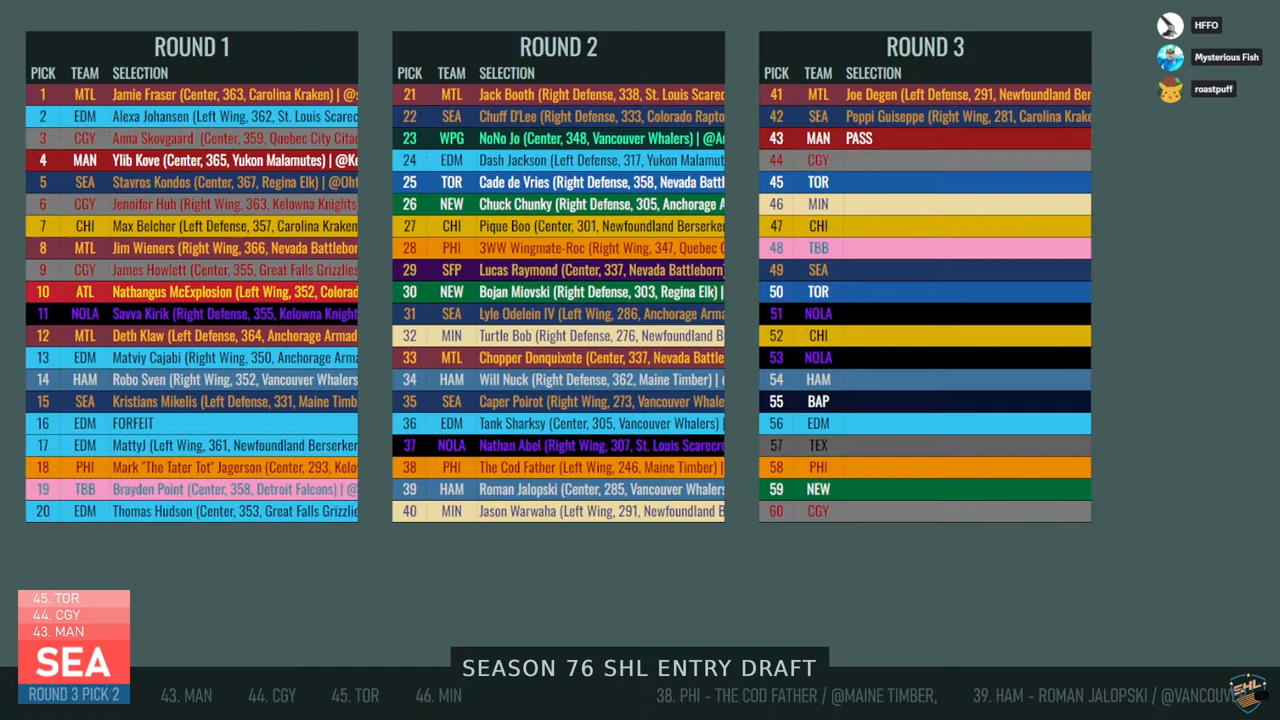 ROUND 1
PICK TEAM SELECTION
1 MTL Jamie Fraser (Center, 363, Carolina Kraken) | @
2 EDM Alexa Johansen (Left Wing, 362, St. Louis Scarec
3 CGY Anna Skovgaard (Center, 359, Quebec City Citad
4 MAN Ylib Kove (Center, 365, Yukon Malamutes) | @K
5 SEA Stavros Kondos (Center, 367, Regina Elk) | @Oh
6 CGY Jennifer Huh (Right Wing, 363, Kelowna Knights
7 CHI Max Belcher (Left Defense, 357, Carolina Kraken
8 MTL Jim Wieners (Right Wing, 366, Nevada Battlebor
9 CGY James Howlett (Center, 355, Great Falls Grizzlies
10 ATL Nathangus McExplosion (Left Wing, 352, Colorad
11 NOLA Savva Kirik (Right Defense, 355, Kelowna Knight
12 MTL Deth Klaw (Left Defense, 364, Anchorage Armad
13 EDM Matviy Cajabi (Right Wing, 350, Anchorage Arma
14 HAM Robo Sven (Right Wing, 352, Vancouver Whalers
15 SEA Kristians Mikelis (Left Defense, 331, Maine Timb
16 EDM FORFEIT
17 EDM MattyJ (Left Wing, 361, Newfoundland Berserker
18 PHI Mark "The Tater Tot" Jagerson (Center, 293, Kelo
19 TBB Brayden Point (Center, 358, Detroit Falcons) | @
20 EDM Thomas Hudson (Center, 353, Great Falls Grizzlie
ROUND 2
PICK TEAM SELECTION
21 MTL Jack Booth (Right Defense, 338, St. Louis Scarec
22 SEA Chuff D'Lee (Right Defense, 333, Colorado Rapto
23 WPG NoNo Jo (Center, 348, Vancouver Whalers) | @A
24 EDM Dash Jackson (Left Defense, 317, Yukon Malamut
25 TOR Cade de Vries (Right Defense, 358, Nevada Battl
26 NEW Chuck Chunky (Right Defense, 305, Anchorage A
27 CHI Pique Boo (Center, 301, Newfoundland Berserke
28 PHI 3WW Wingmate-Roc (Right Wing, 347, Quebec C
29 SFP Lucas Raymond (Center, 337, Nevada Battleborn)
30 NEW Bojan Miovski (Right Defense, 303, Regina Elk) |
31 SEA Lyle Odelein IV (Left Wing, 286, Anchorage Arma
32 MIN Turtle Bob (Right Defense, 276, Newfoundland B
33 MTL Chopper Donquixote (Center, 337, Nevada Battle
34 HAM Will Nuck (Right Defense, 362, Maine Timber) |
35 SEA Caper Poirot (Right Wing, 273, Vancouver Whale
36 EDM Tank Sharksy (Center, 305, Vancouver Whalers) |
37 NOLA Nathan Abel (Right Wing, 307, St. Louis Scarecro
38 PHI The Cod Father (Left Wing, 246, Maine Timber) |
39 HAM Roman Jalopski (Center, 285, Vancouver Whalers
40 MIN Jason Warwaha (Left Wing, 291, Newfoundland B
ROUND 3
PICK TEAM SELECTION
41 MTL Joe Degen (Left Defense, 291, Newfoundland Ber
42 SEA Peppi Guiseppe (Right Wing, 281, Carolina Krake
43 MAN PASS
44 CGY
45 TOR
46 MIN
47 CHI
48 TBB
49 SEA
50 TOR
51 NOLA
52 CHI
53 NOLA
54 HAM
55 BAP
56 EDM
57 TEX
58 PHI
59 NEW
60 CGY
HFFO
Mysterious Fish
roastpuff
45. TOR
44. CGY
43. MAN
SEA
ROUND 3 PICK 2
SEASON 76 SHL ENTRY DRAFT
43. MAN 44. CGY 45. TOR 46. MIN 38. PHI - THE COD FATHER / @MAINE TIMBER, 39. HAM - ROMAN JALOPSKI / @VANCOUV
SHL